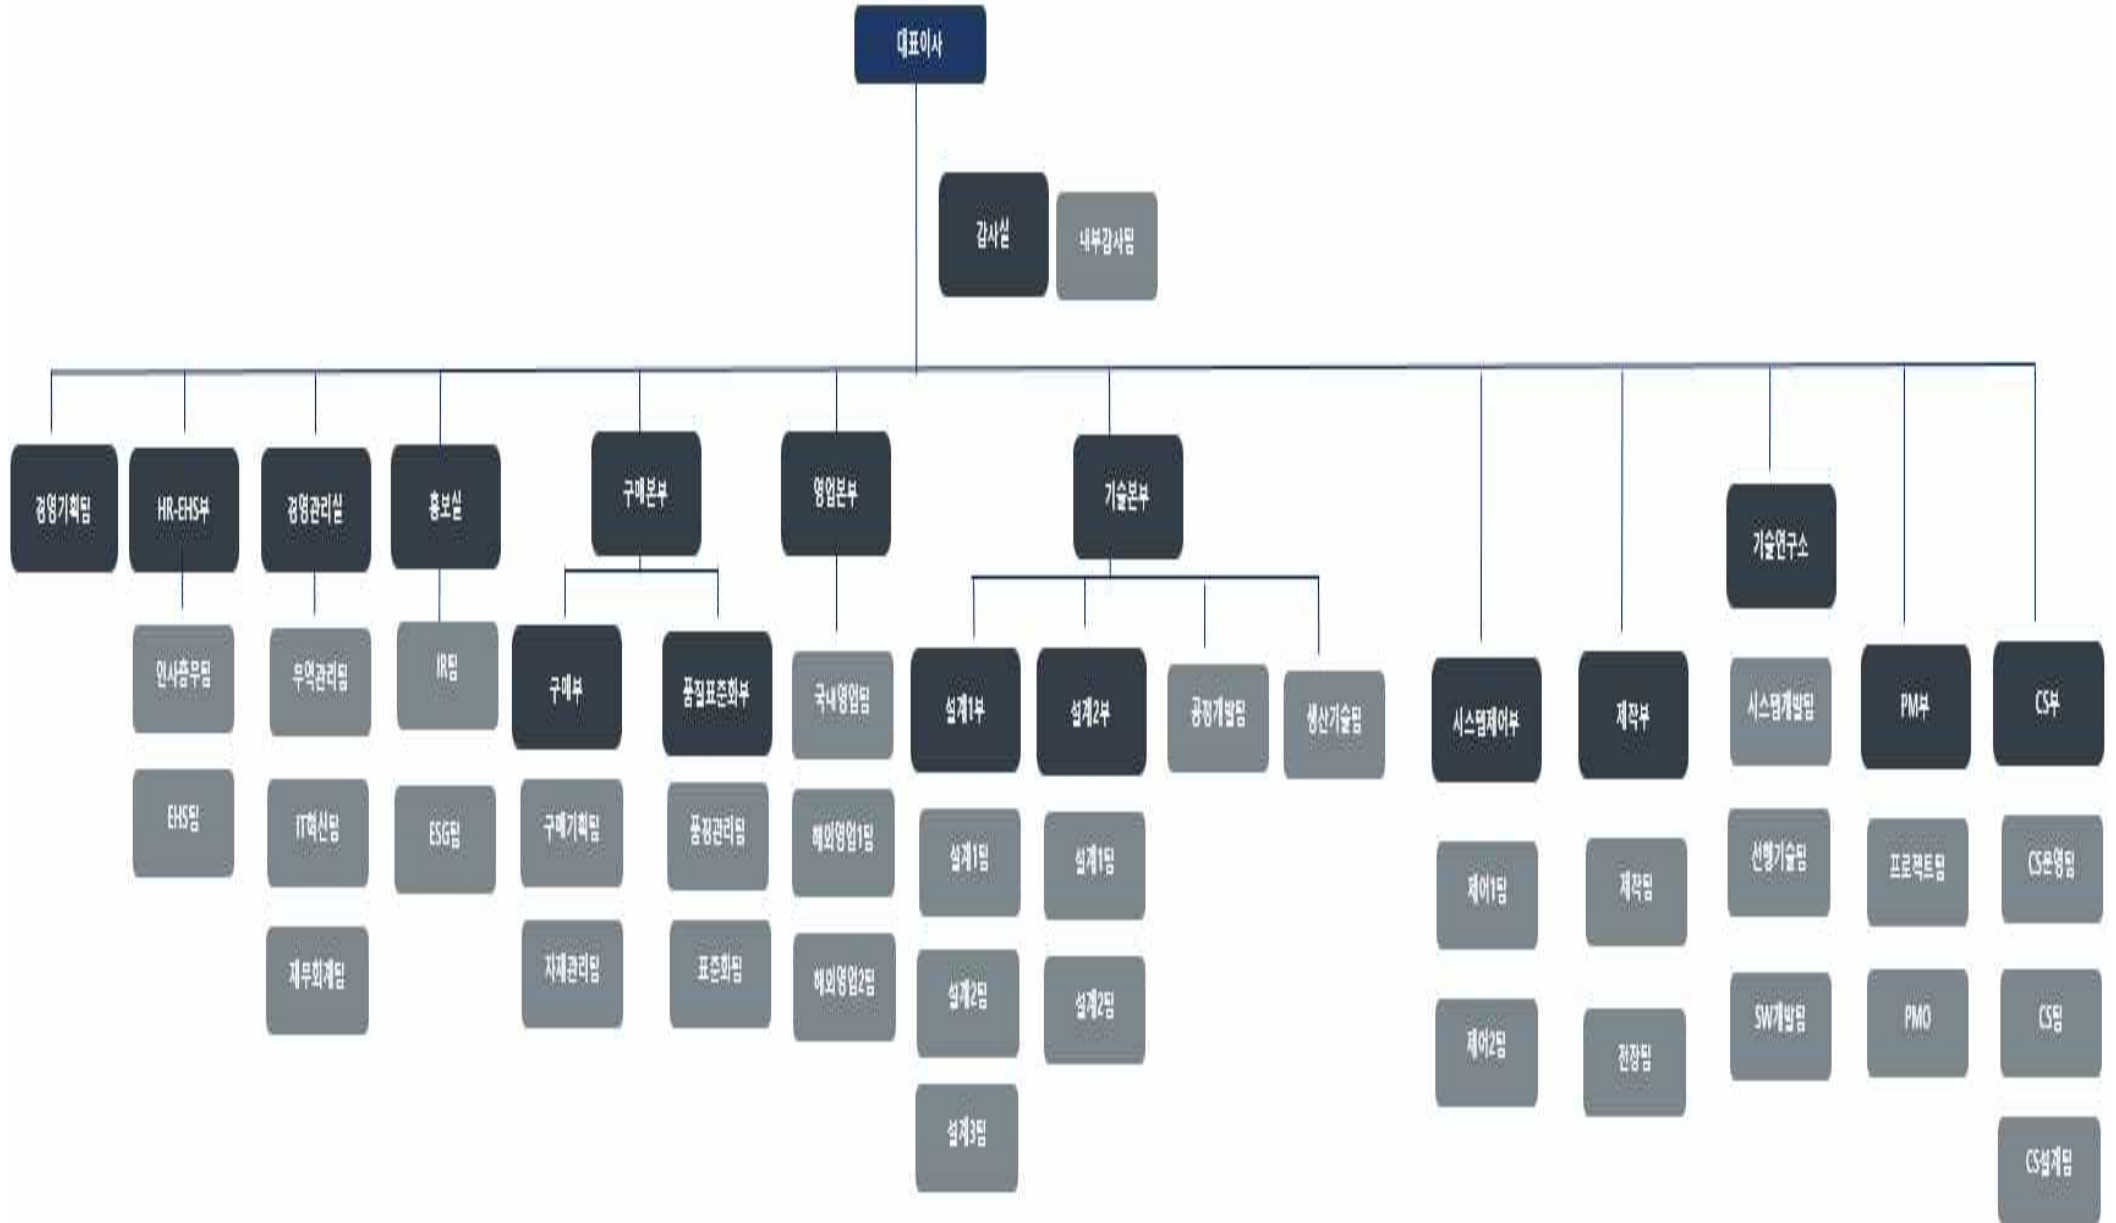 대표이사
감사실
내부감사팀
경영기획팀
HR-EHS부
경영관리실
홍보실
구매본부
영업본부
기술본부
기술연구소
인사총무팀
무역관리팀
IR팀
구매부
품질표준화부
국내영업팀
설계1부
설계2부
공정개발팀
생산기술팀
시스템제어부
제작부
시스템개발팀
PM부
CS부
EHS팀
IT혁신팀
ESG팀
구매기획팀
품질관리팀
해외영업1팀
설계1팀
설계1팀
제어1팀
제작팀
선행기술팀
프로젝트팀
CS운영팀
재무회계팀
자재관리팀
표준화팀
해외영업2팀
설계2팀
설계2팀
제어2팀
전장팀
SW개발팀
PMO
CS팀
설계3팀
CS설계팀